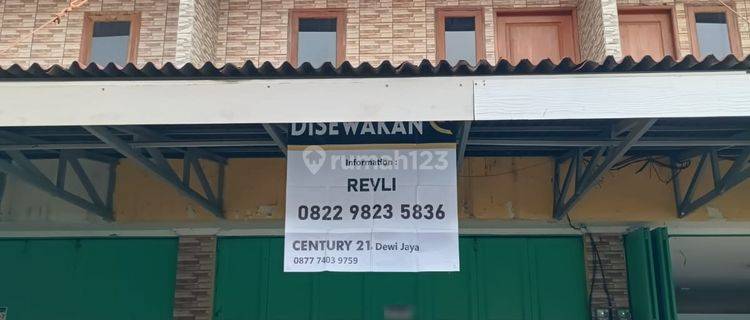 DISEWAKAN
rumah123
Information :
REVLI
0822 9823 5836
CENTURY 21 Dewi Jaya
0877 7403 9759